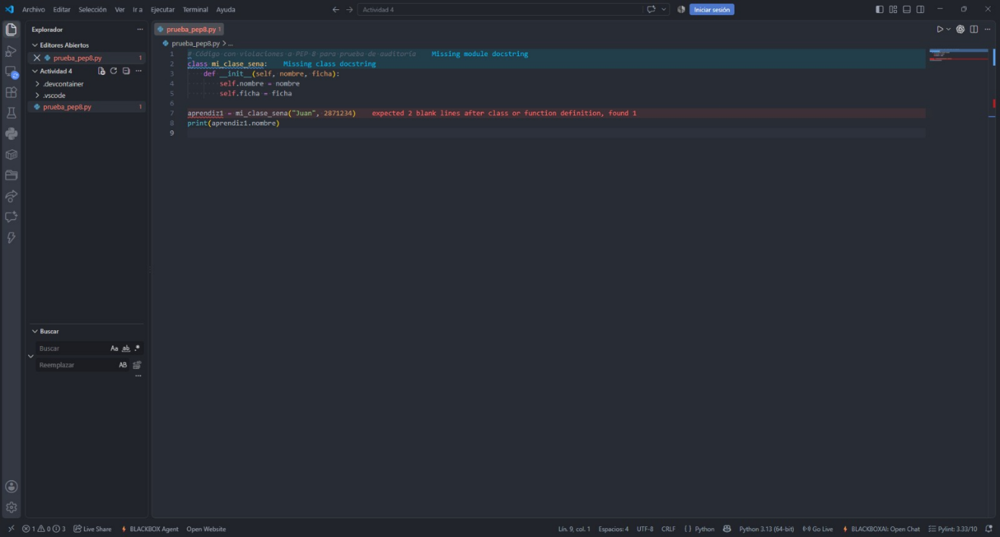 Archivo Editar Selección Ver Ir a Ejecutar Terminal Ayuda
Actividad 4
Iniciar sesión
Explorador
Editores Abiertos
prueba_pep8.py 1
Actividad 4
.devcontainer
.vscode
prueba_pep8.py 1
Buscar
Buscar Aa ab .*
Reemplazar AB
prueba_pep8.py 1
prueba_pep8.py > ...
1 # Código con violaciones a PEP 8 para prueba de auditoria Missing module docstring
2 class mi_clase_sena: Missing class docstring
3 def __init__(self, nombre, ficha):
4 self.nombre = nombre
5 self.ficha = ficha
6
7 aprendiz1 = mi_clase_sena("Juan", 2871234) expected 2 blank lines after class or function definition, found 1
8 print(aprendiz1.nombre)
9
1 0 3 Live Share BLACKBOX Agent Open Website Lín. 9, col. 1 Espacios: 4 UTF-8 CRLF { } Python Python 3.13 (64-bit) Go Live BLACKBOXAI: Open Chat Pylint: 3.33/10